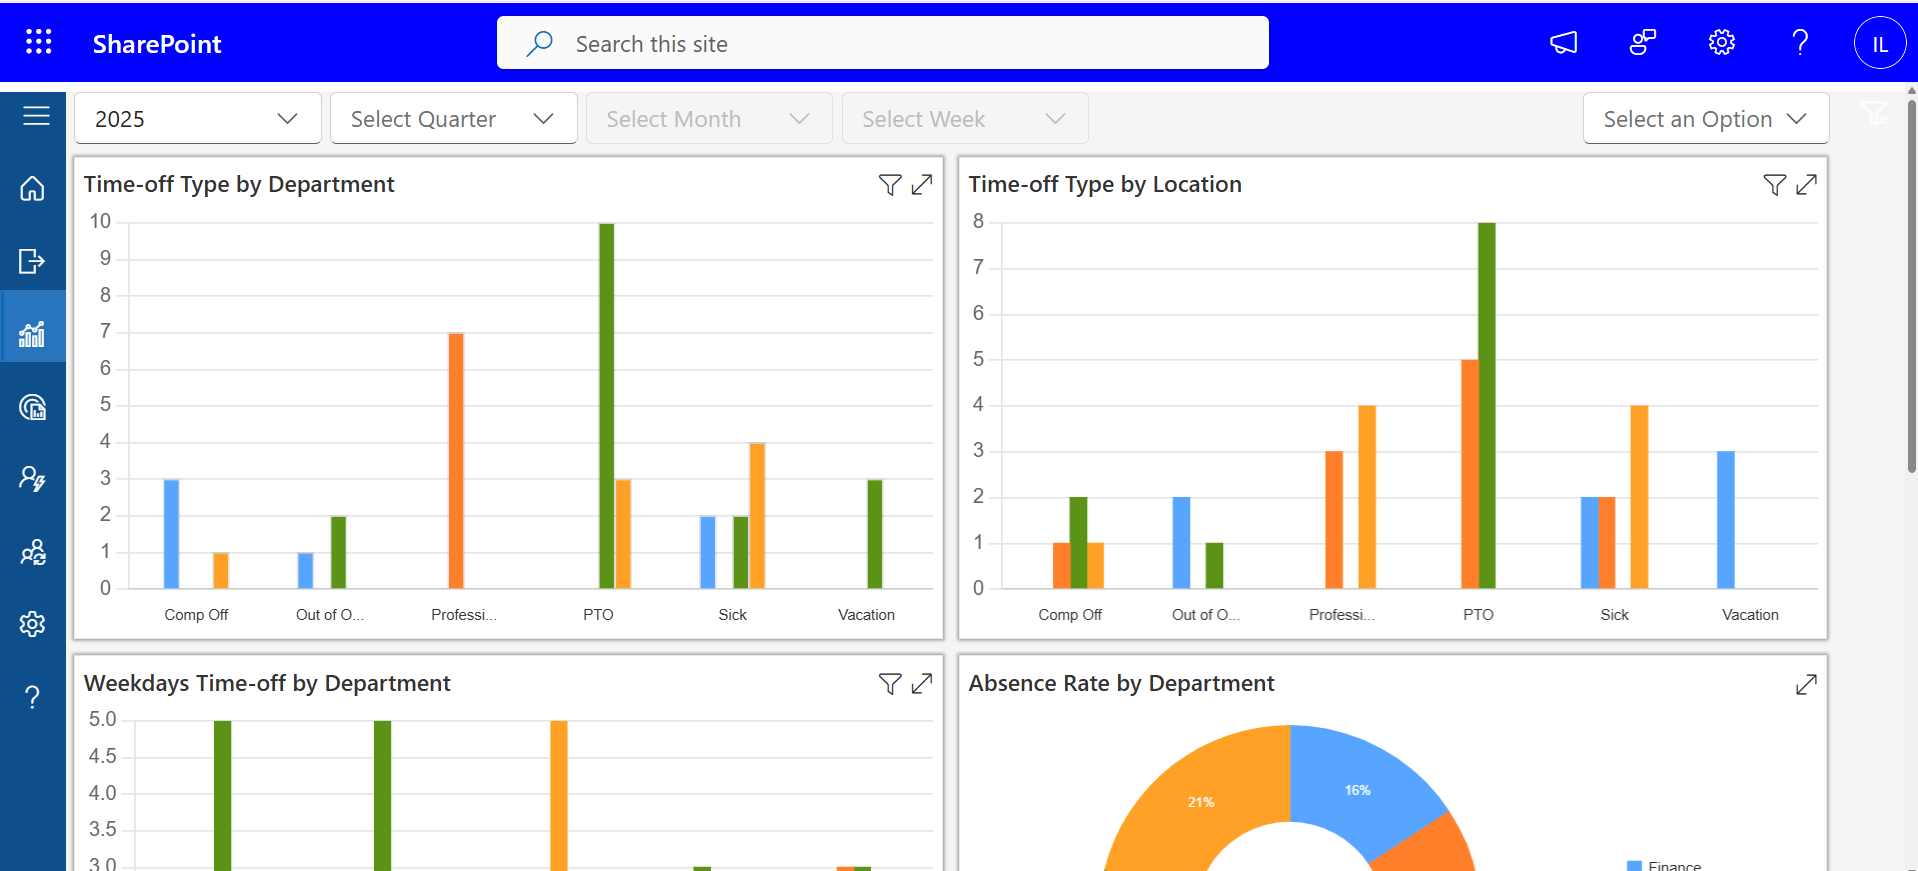 SharePoint
Search this site
IL
2025
Select Quarter
Select Month
Select Week
Select an Option
Time-off Type by Department
10
9
8
7
6
5
4
3
2
1
0
Comp Off
Out of O...
Professi...
PTO
Sick
Vacation
Time-off Type by Location
8
7
6
5
4
3
2
1
0
Comp Off
Out of O...
Professi...
PTO
Sick
Vacation
Weekdays Time-off by Department
5.0
4.5
4.0
3.5
3.0
Absence Rate by Department
21%
16%
Finance